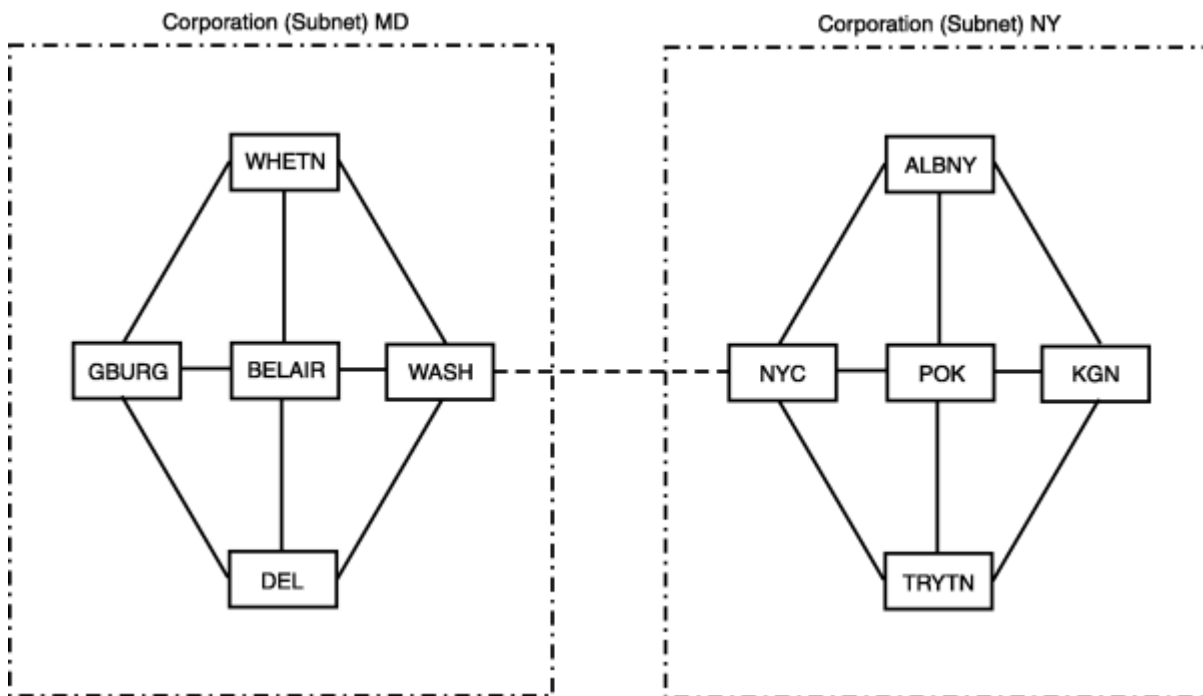 Corporation (Subnet) MD
Corporation (Subnet) NY
WHETN
ALBNY
GBURG
BELAIR
WASH
NYC
POK
KGN
DEL
TRYTN